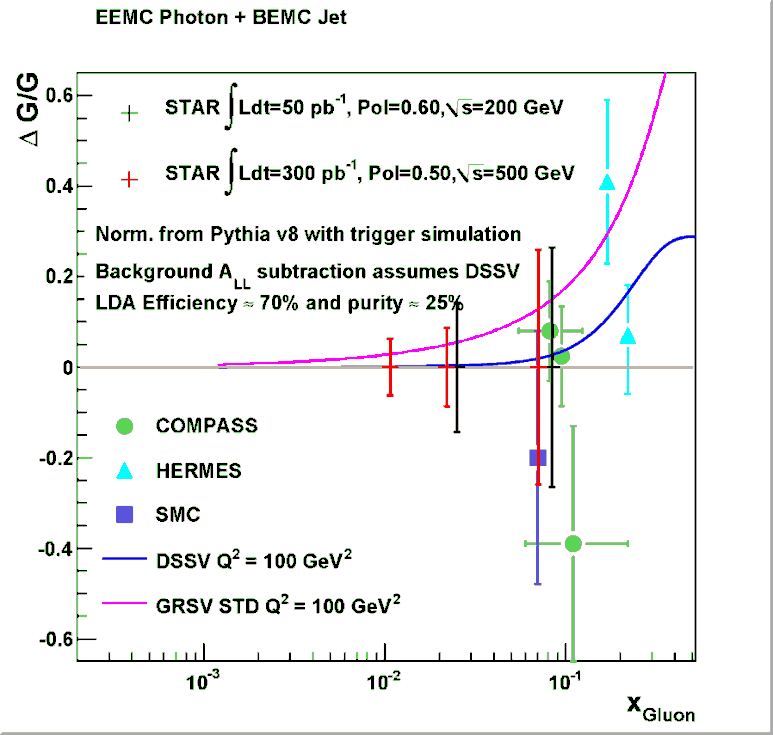 EEMC Photon + BEMC Jet
Δ G/G
STAR ∫Ldt=50 pb⁻¹, Pol=0.60,√s=200 GeV
STAR ∫Ldt=300 pb⁻¹, Pol=0.50,√s=500 GeV
Norm. from Pythia v8 with trigger simulation
Background A_LL subtraction assumes DSSV
LDA Efficiency ≈ 70% and purity ≈ 25%
COMPASS
HERMES
SMC
DSSV Q² = 100 GeV²
GRSV STD Q² = 100 GeV²
0.6
0.4
0.2
0
-0.2
-0.4
-0.6
10⁻³ 10⁻² 10⁻¹
x_Gluon